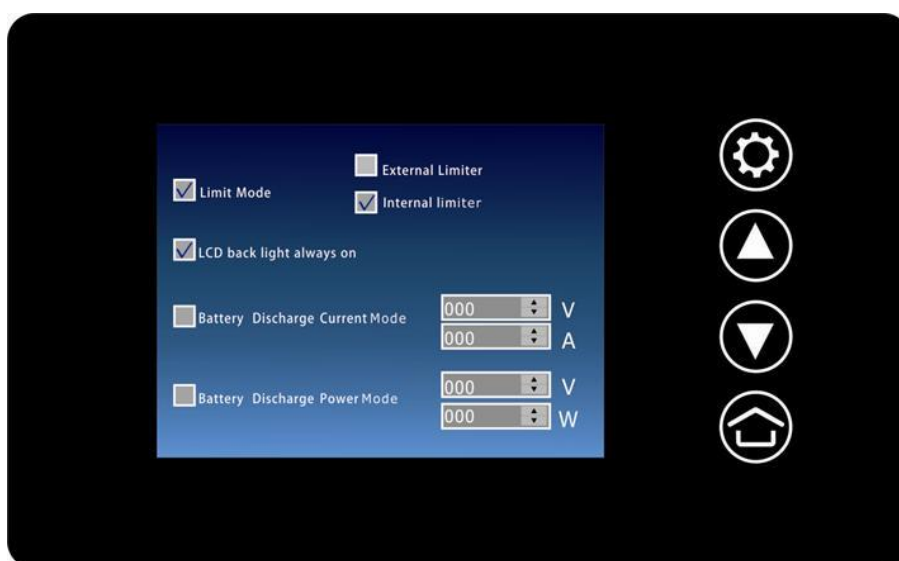 External Limiter
Limit Mode
Internal limiter
LCD back light always on
Battery Discharge Current Mode
000 V
000 A
Battery Discharge Power Mode
000 V
000 W